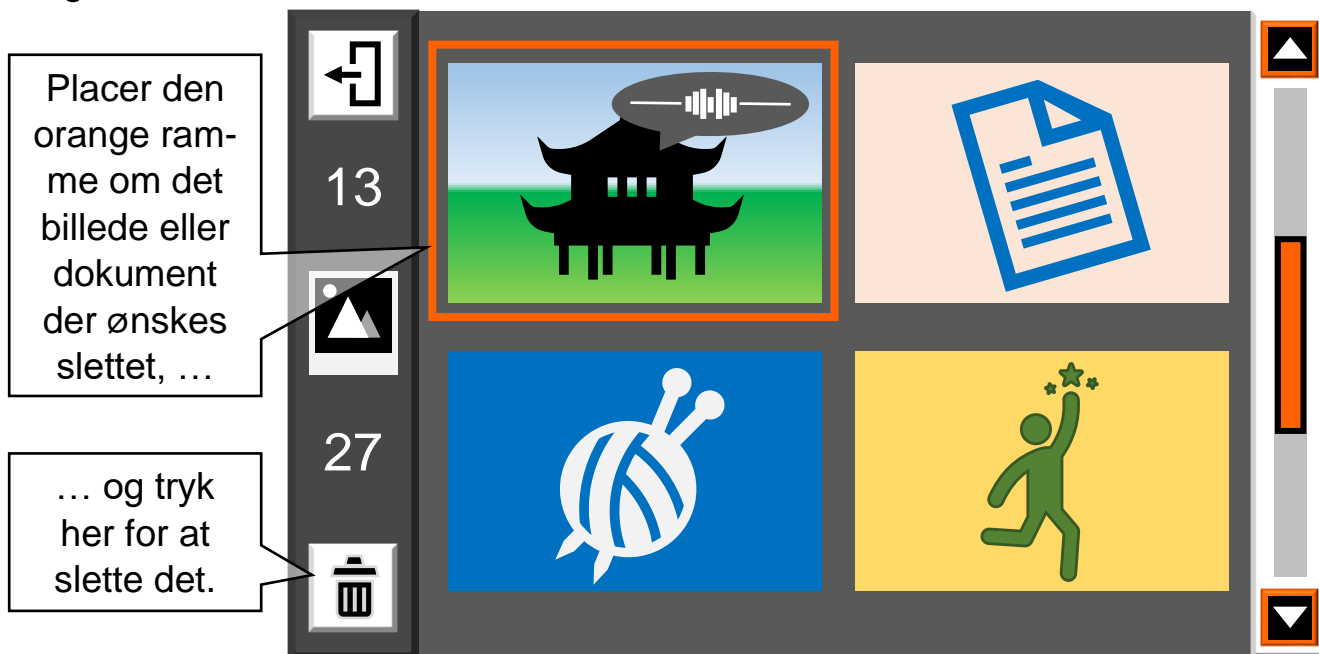 Placer den
orange ram-
me om det
billede eller
dokument
der ønskes
slettet, …
13
27
… og tryk
her for at
slette det.